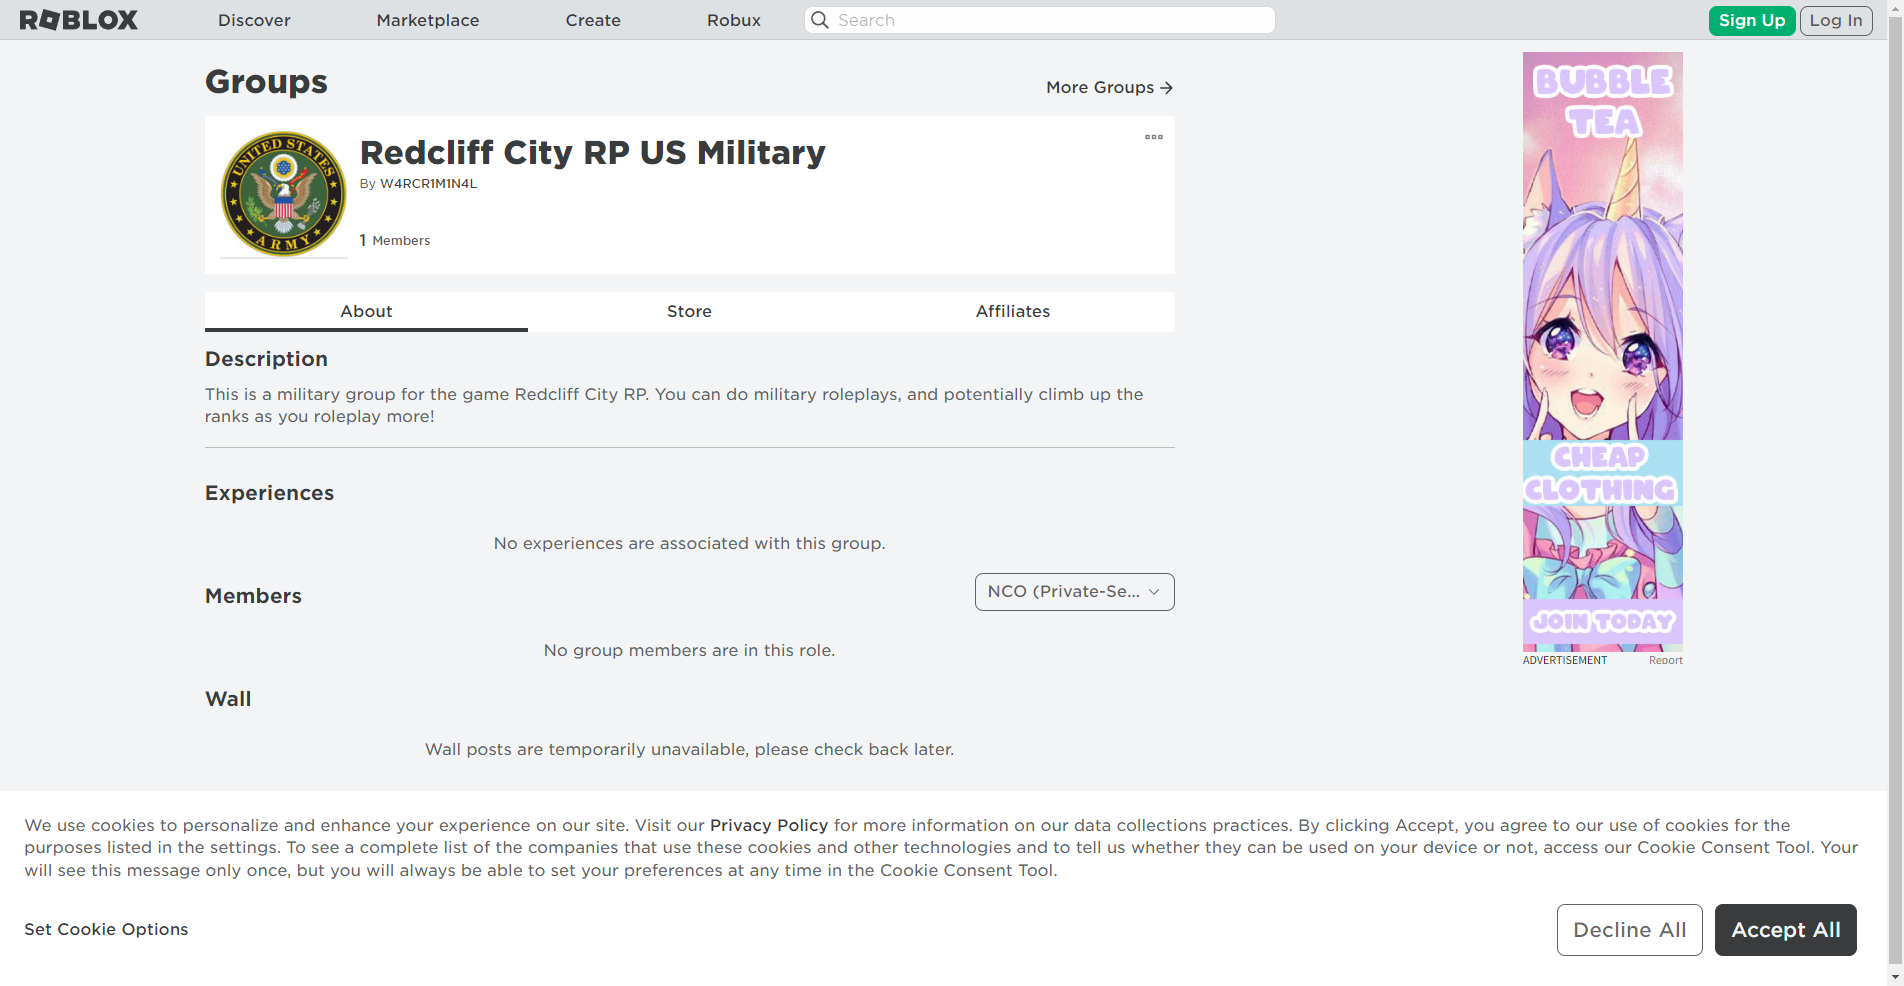 ROBLOX
Discover
Marketplace
Create
Robux
Search
Sign Up
Log In
Groups
More Groups
UNITED STATES
ARMY
Redcliff City RP US Military
By W4RCR1M1N4L
1 Members
About
Store
Affiliates
Description
This is a military group for the game Redcliff City RP. You can do military roleplays, and potentially climb up the
ranks as you roleplay more!
Experiences
No experiences are associated with this group.
Members
NCO (Private-Se...
No group members are in this role.
Wall
Wall posts are temporarily unavailable, please check back later.
BUBBLE
TEA
CHEAP
CLOTHING
JOIN TODAY
ADVERTISEMENT
Report
We use cookies to personalize and enhance your experience on our site. Visit our Privacy Policy for more information on our data collections practices. By clicking Accept, you agree to our use of cookies for the
purposes listed in the settings. To see a complete list of the companies that use these cookies and other technologies and to tell us whether they can be used on your device or not, access our Cookie Consent Tool. Your
will see this message only once, but you will always be able to set your preferences at any time in the Cookie Consent Tool.
Set Cookie Options
Decline All
Accept All